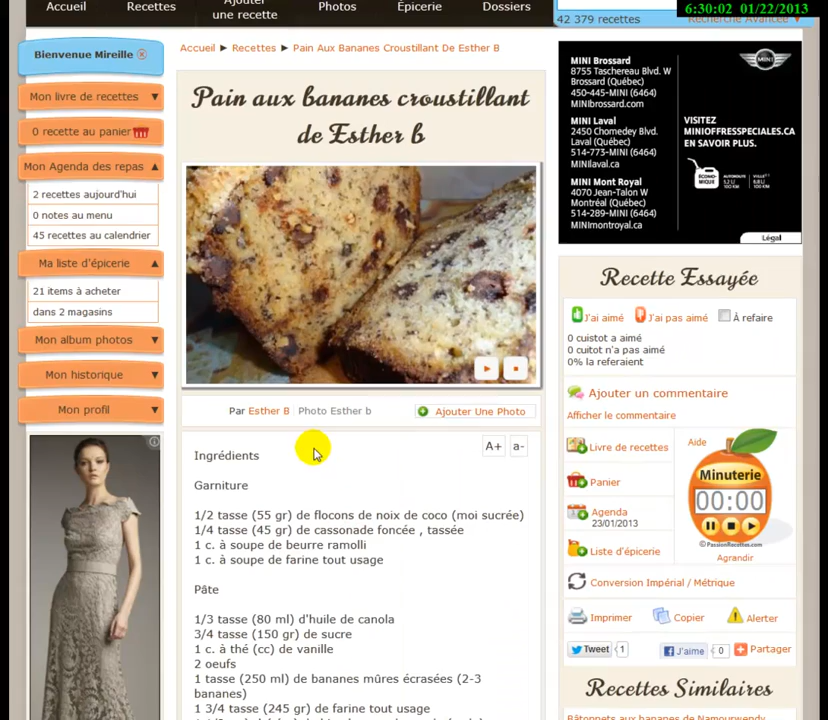 6:30:02 01/22/2013
Accueil
Recettes
Ajouter
une recette
Photos
Épicerie
Dossiers
42 379 recettes
Recherche Avancée ▼
Bienvenue Mireille
Mon livre de recettes ▼
0 recette au panier
Mon Agenda des repas ▲
2 recettes aujourd'hui
0 notes au menu
45 recettes au calendrier
Ma liste d'épicerie ▲
21 items à acheter
dans 2 magasins
Mon album photos ▼
Mon historique ▼
Mon profil ▼
Accueil ► Recettes ► Pain Aux Bananes Croustillant De Esther B
Pain aux bananes croustillant
de Esther b
Par Esther B Photo Esther b
Ajouter Une Photo
A+ a-
Ingrédients
Garniture
1/2 tasse (55 gr) de flocons de noix de coco (moi sucrée)
1/4 tasse (45 gr) de cassonade foncée , tassée
1 c. à soupe de beurre ramolli
1 c. à soupe de farine tout usage
Pâte
1/3 tasse (80 ml) d'huile de canola
3/4 tasse (150 gr) de sucre
1 c. à thé (cc) de vanille
2 oeufs
1 tasse (250 ml) de bananes mûres écrasées (2-3
bananes)
1 3/4 tasse (245 gr) de farine tout usage
MINI Brossard
8755 Taschereau Blvd. W
Brossard (Québec)
450-445-MINI (6464)
MINIbrossard.com
MINI Laval
2450 Chomedey Blvd.
Laval (Québec)
514-773-MINI (6464)
MINIlaval.ca
MINI Mont Royal
4070 Jean-Talon W
Montréal (Québec)
514-289-MINI (6464)
MINImontroyal.ca
MINI
VISITEZ
MINIOFFRESSPECIALES.CA
EN SAVOIR PLUS.
Légal
Recette Essayée
J'ai aimé
J'ai pas aimé
À refaire
0 cuistot a aimé
0 cuitot n'a pas aimé
0% la referaient
Ajouter un commentaire
Afficher le commentaire
Livre de recettes
Panier
Agenda
23/01/2013
Liste d'épicerie
Aide
Minuterie
00:00
© PassionRecettes.com
Agrandir
Conversion Impérial / Métrique
Imprimer
Copier
Alerter
Tweet 1
J'aime 0
Partager
Recettes Similaires
Bâtonnets aux bananes de Namourwendy